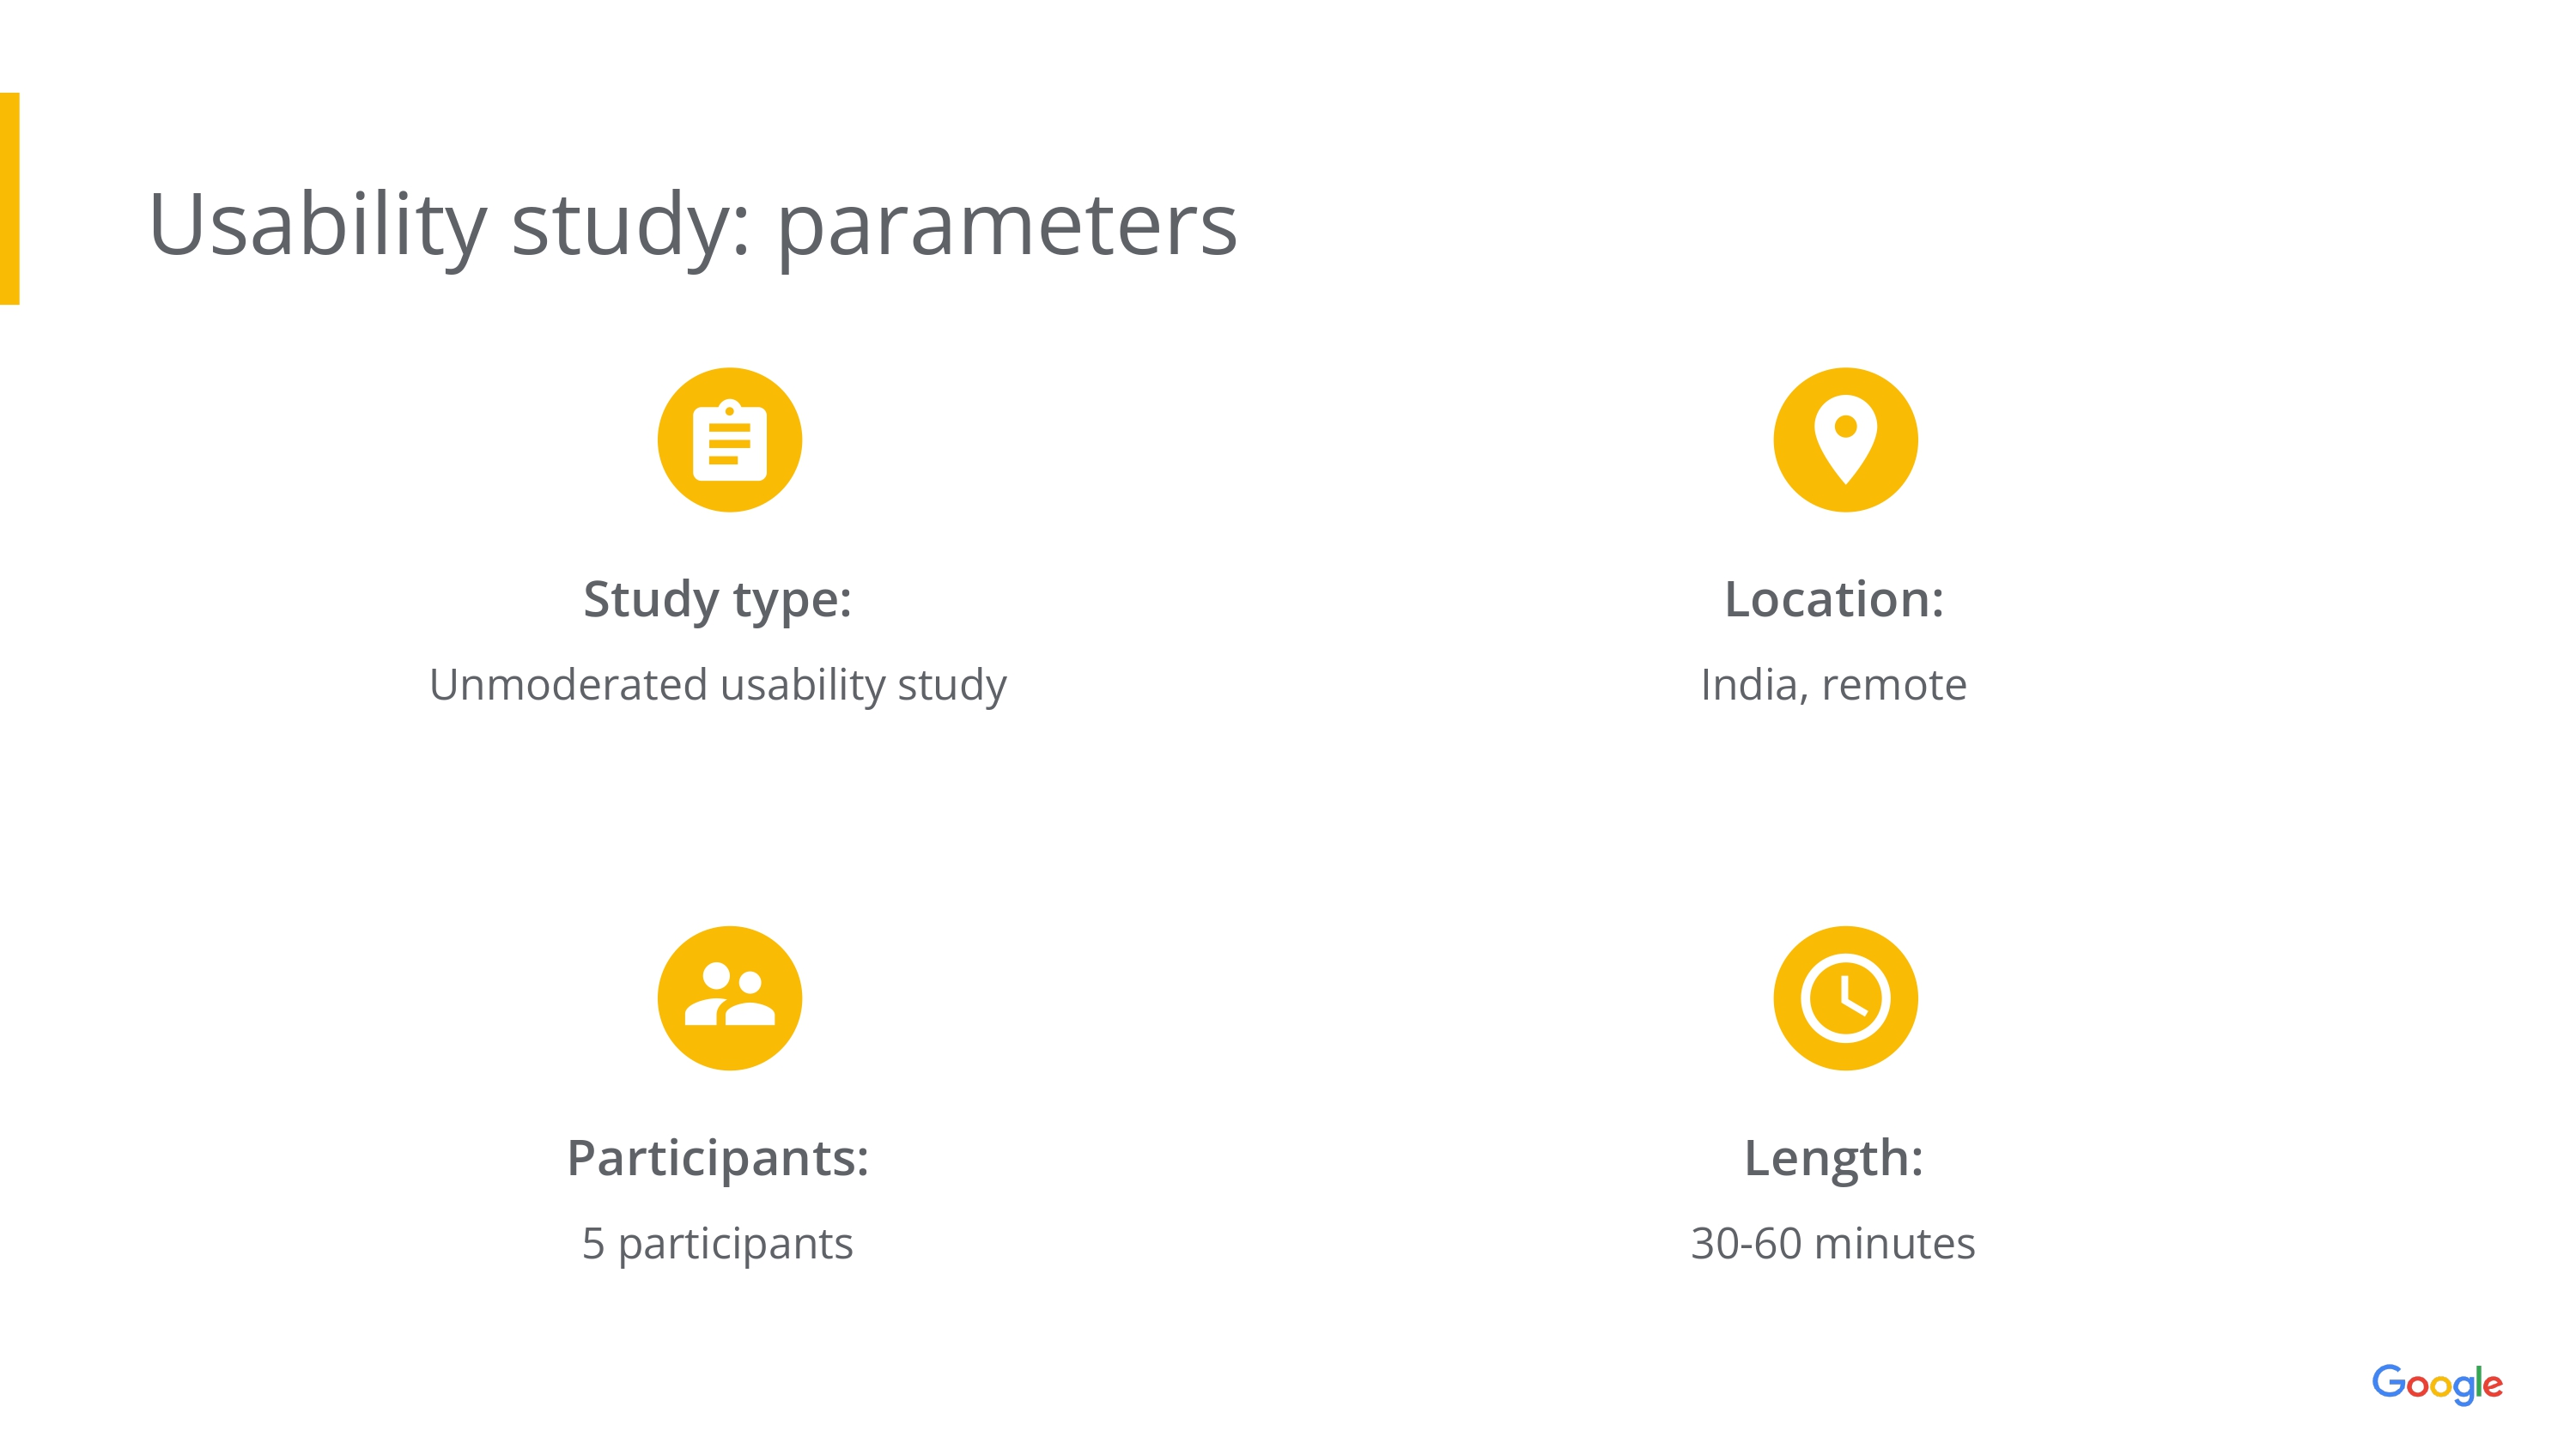 Usability study: parameters
Study type:
Unmoderated usability study
Location:
India, remote
Participants:
5 participants
Length:
30-60 minutes
Google